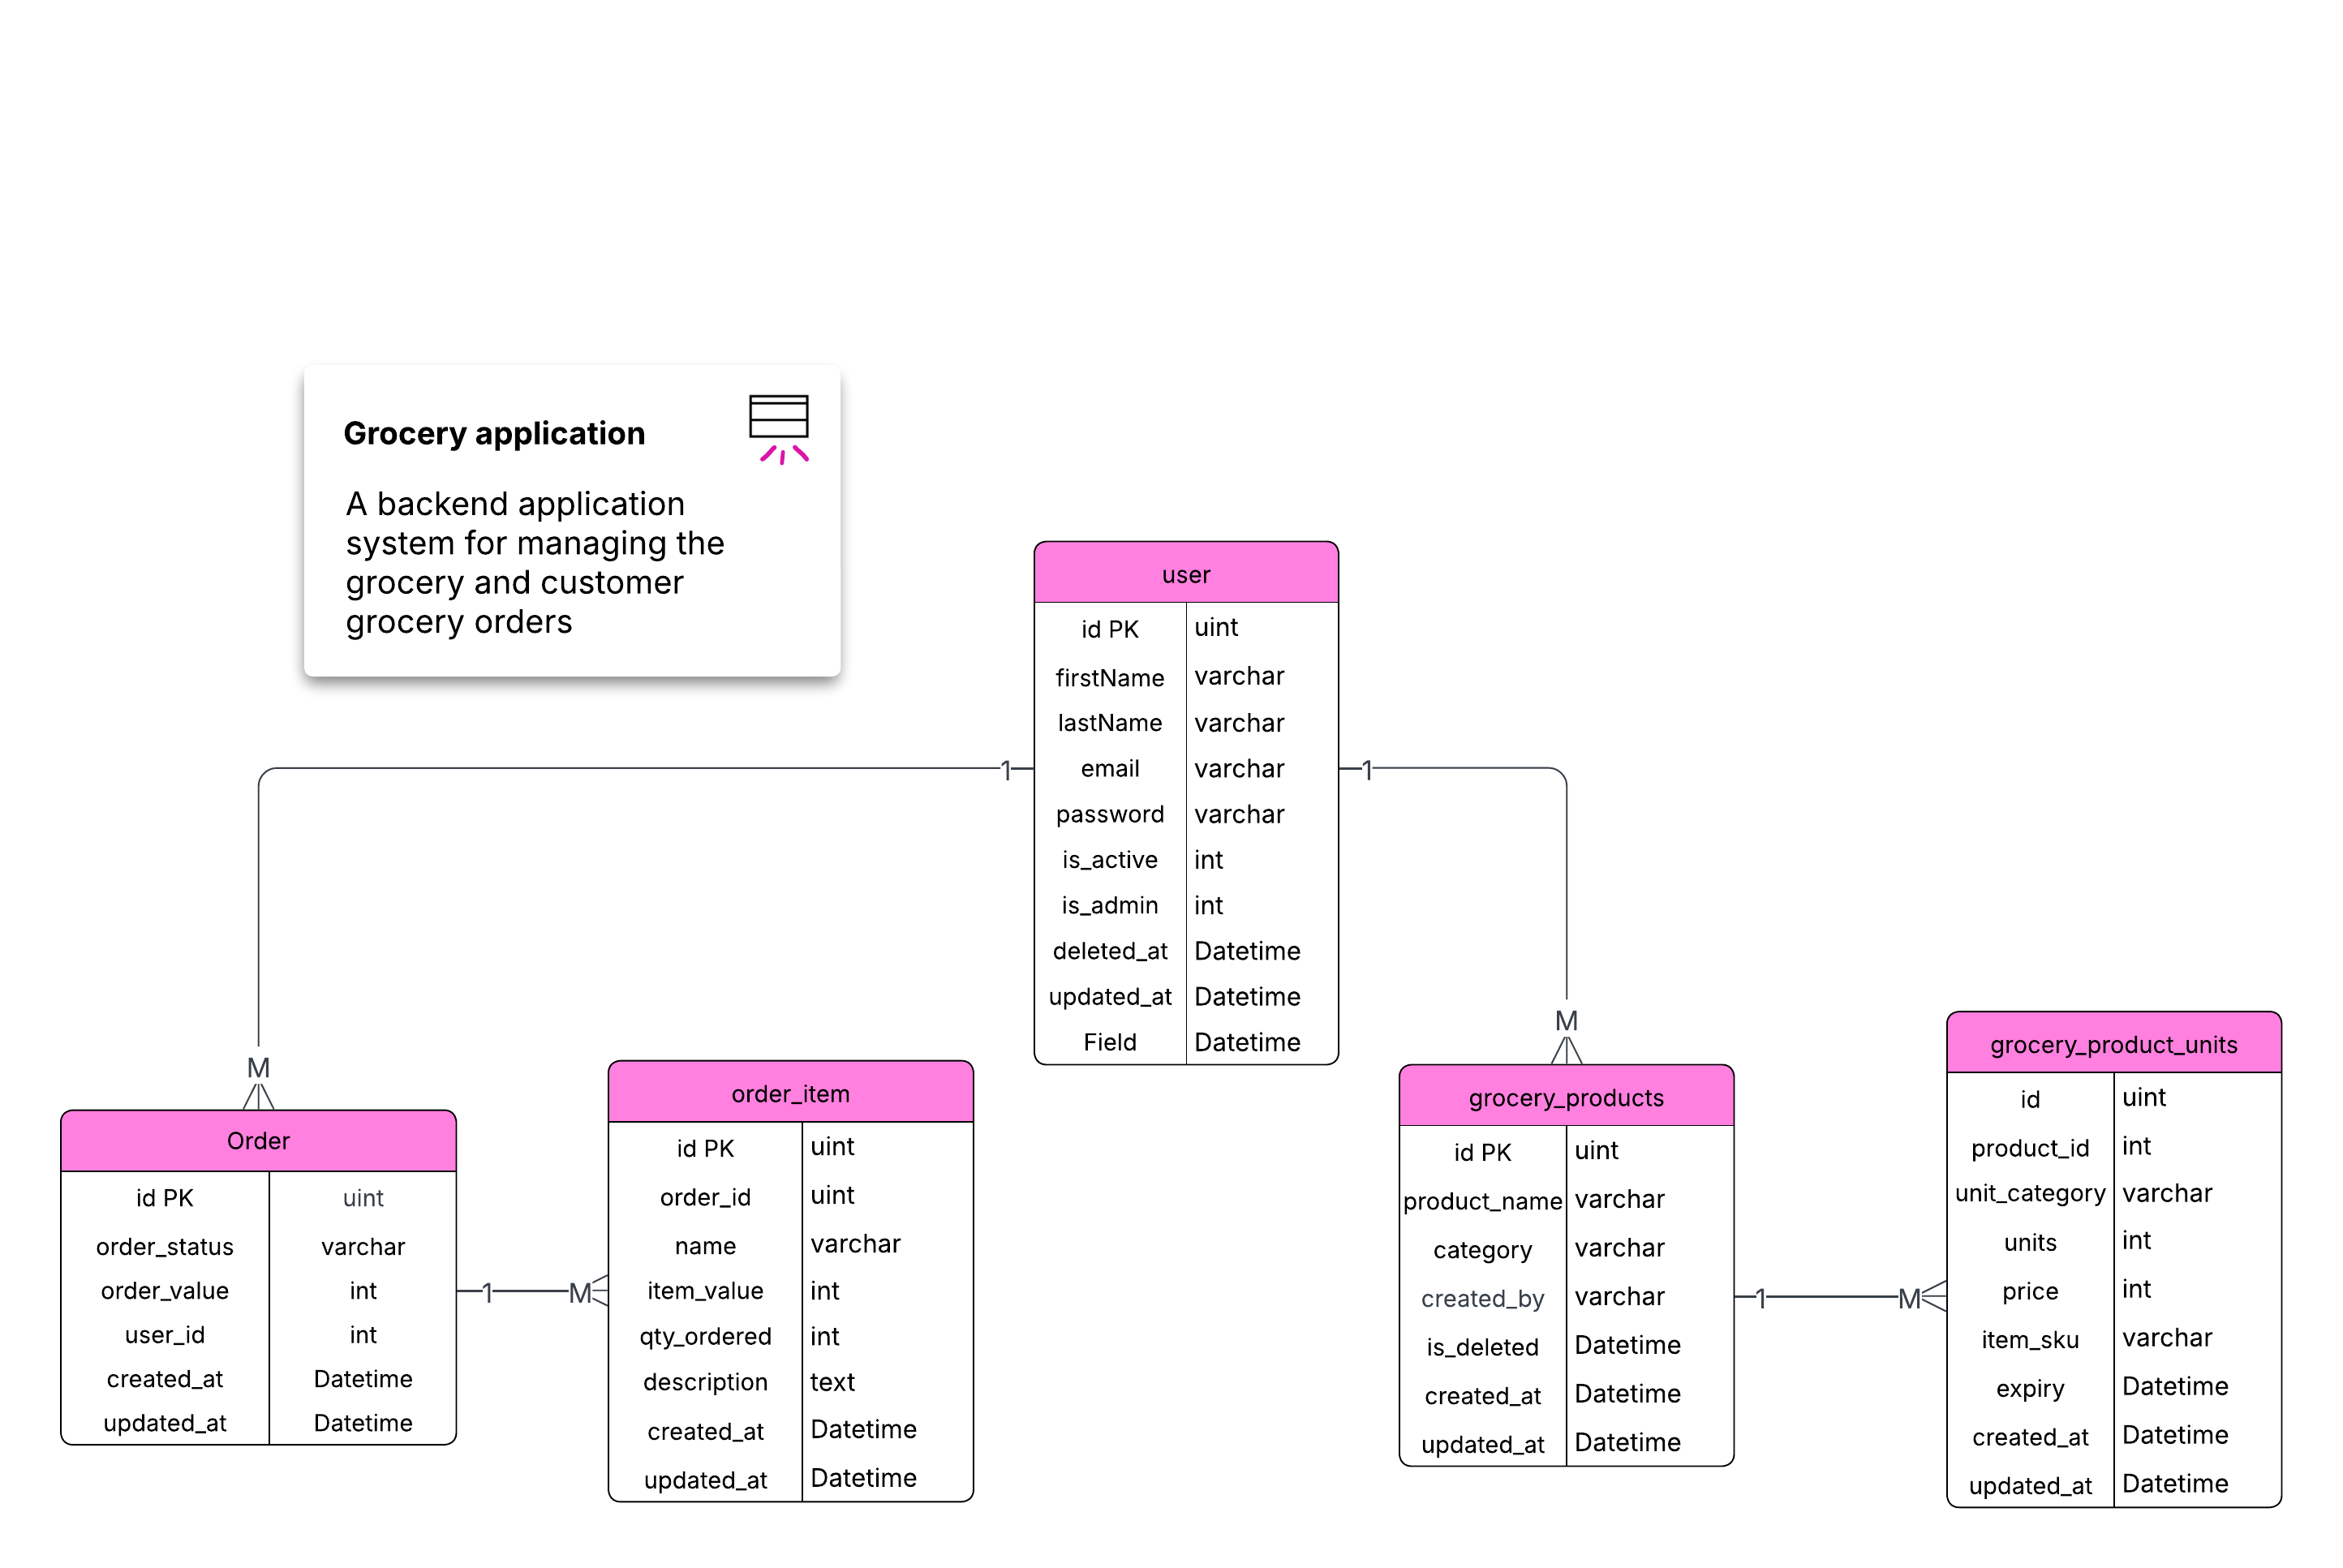 Grocery application
A backend application
system for managing the
grocery and customer
grocery orders
user
id PK uint
firstName varchar
lastName varchar
email varchar
password varchar
is_active int
is_admin int
deleted_at Datetime
updated_at Datetime
Field Datetime
1
1
M
M
Order
id PK uint
order_status varchar
order_value int
user_id int
created_at Datetime
updated_at Datetime
1 M
order_item
id PK uint
order_id uint
name varchar
item_value int
qty_ordered int
description text
created_at Datetime
updated_at Datetime
grocery_products
id PK uint
product_name varchar
category varchar
created_by varchar
is_deleted Datetime
created_at Datetime
updated_at Datetime
1 M
grocery_product_units
id uint
product_id int
unit_category varchar
units int
price int
item_sku varchar
expiry Datetime
created_at Datetime
updated_at Datetime